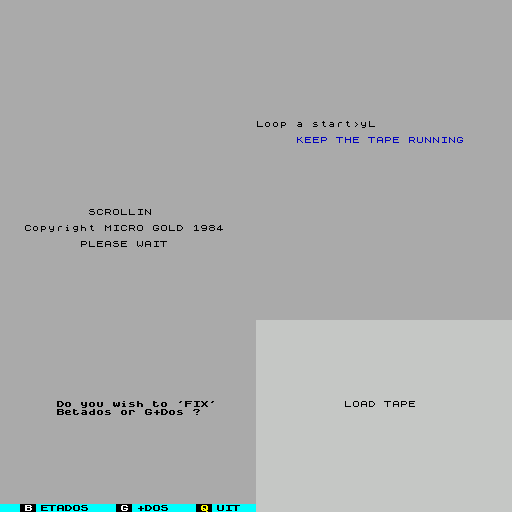 Loop a start>yL
KEEP THE TAPE RUNNING
SCROLLIN
Copyright MICRO GOLD 1984
PLEASE WAIT
Do you wish to 'FIX'
Betados or G+Dos ?
LOAD TAPE
B ETADOS G +DOS Q UIT